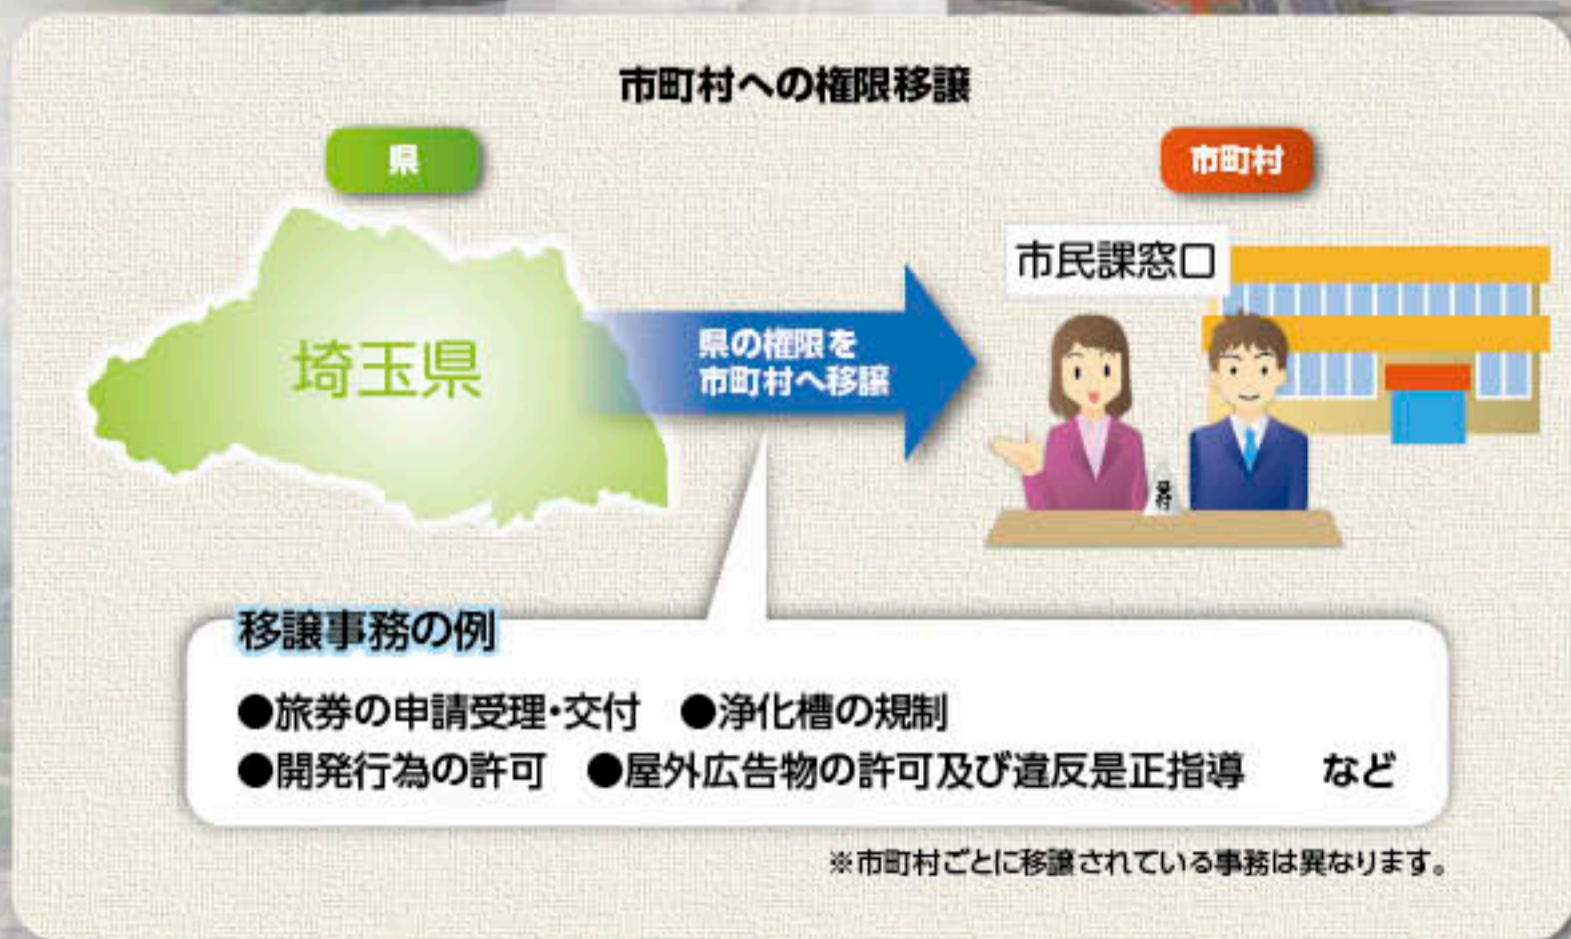 市町村への権限移譲
県
市町村
埼玉県
県の権限を
市町村へ移譲
市民課窓口
受付
移譲事務の例
●旅券の申請受理・交付 ●浄化槽の規制
●開発行為の許可 ●屋外広告物の許可及び違反是正指導 など
※市町村ごとに移譲されている事務は異なります。